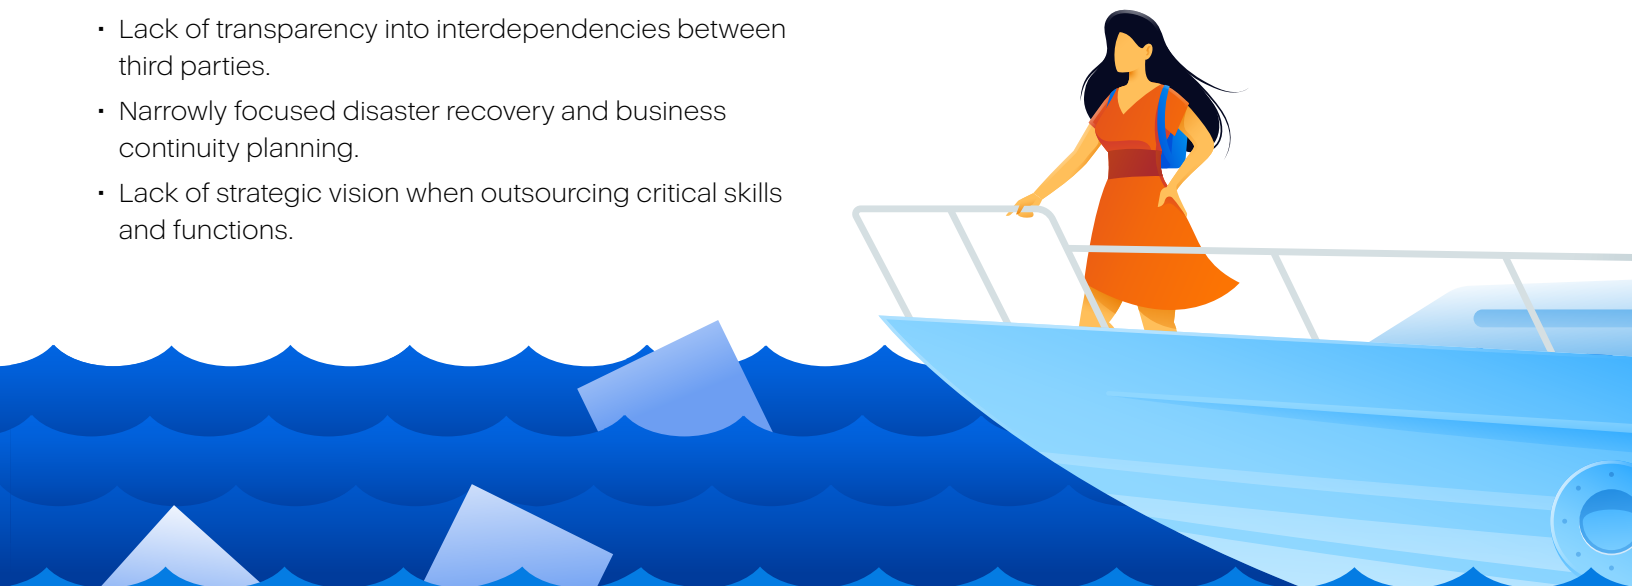 · Lack of transparency into interdependencies between
third parties.
· Narrowly focused disaster recovery and business
continuity planning.
· Lack of strategic vision when outsourcing critical skills
and functions.